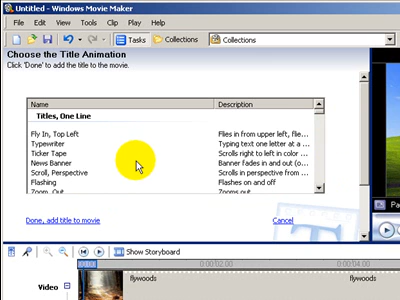 Untitled - Windows Movie Maker
File Edit View Tools Clip Play Help
Tasks Collections Collections
Choose the Title Animation
Click 'Done' to add the title to the movie.
Name Description
Titles, One Line
Fly In, Top Left Flies in from upper left, flie...
Typewriter Typing text one letter at a ...
Ticker Tape Scrolls right to left in color ...
News Banner Banner fades in and out (o...
Scroll, Perspective Scrolls in perspective from ...
Flashing Flashes on and off
Zoom, Out Zooms out
Done, add title to movie Cancel
Pa
Show Storyboard
0:00:02.00 0:00:04.00
Video flywoods flywoods